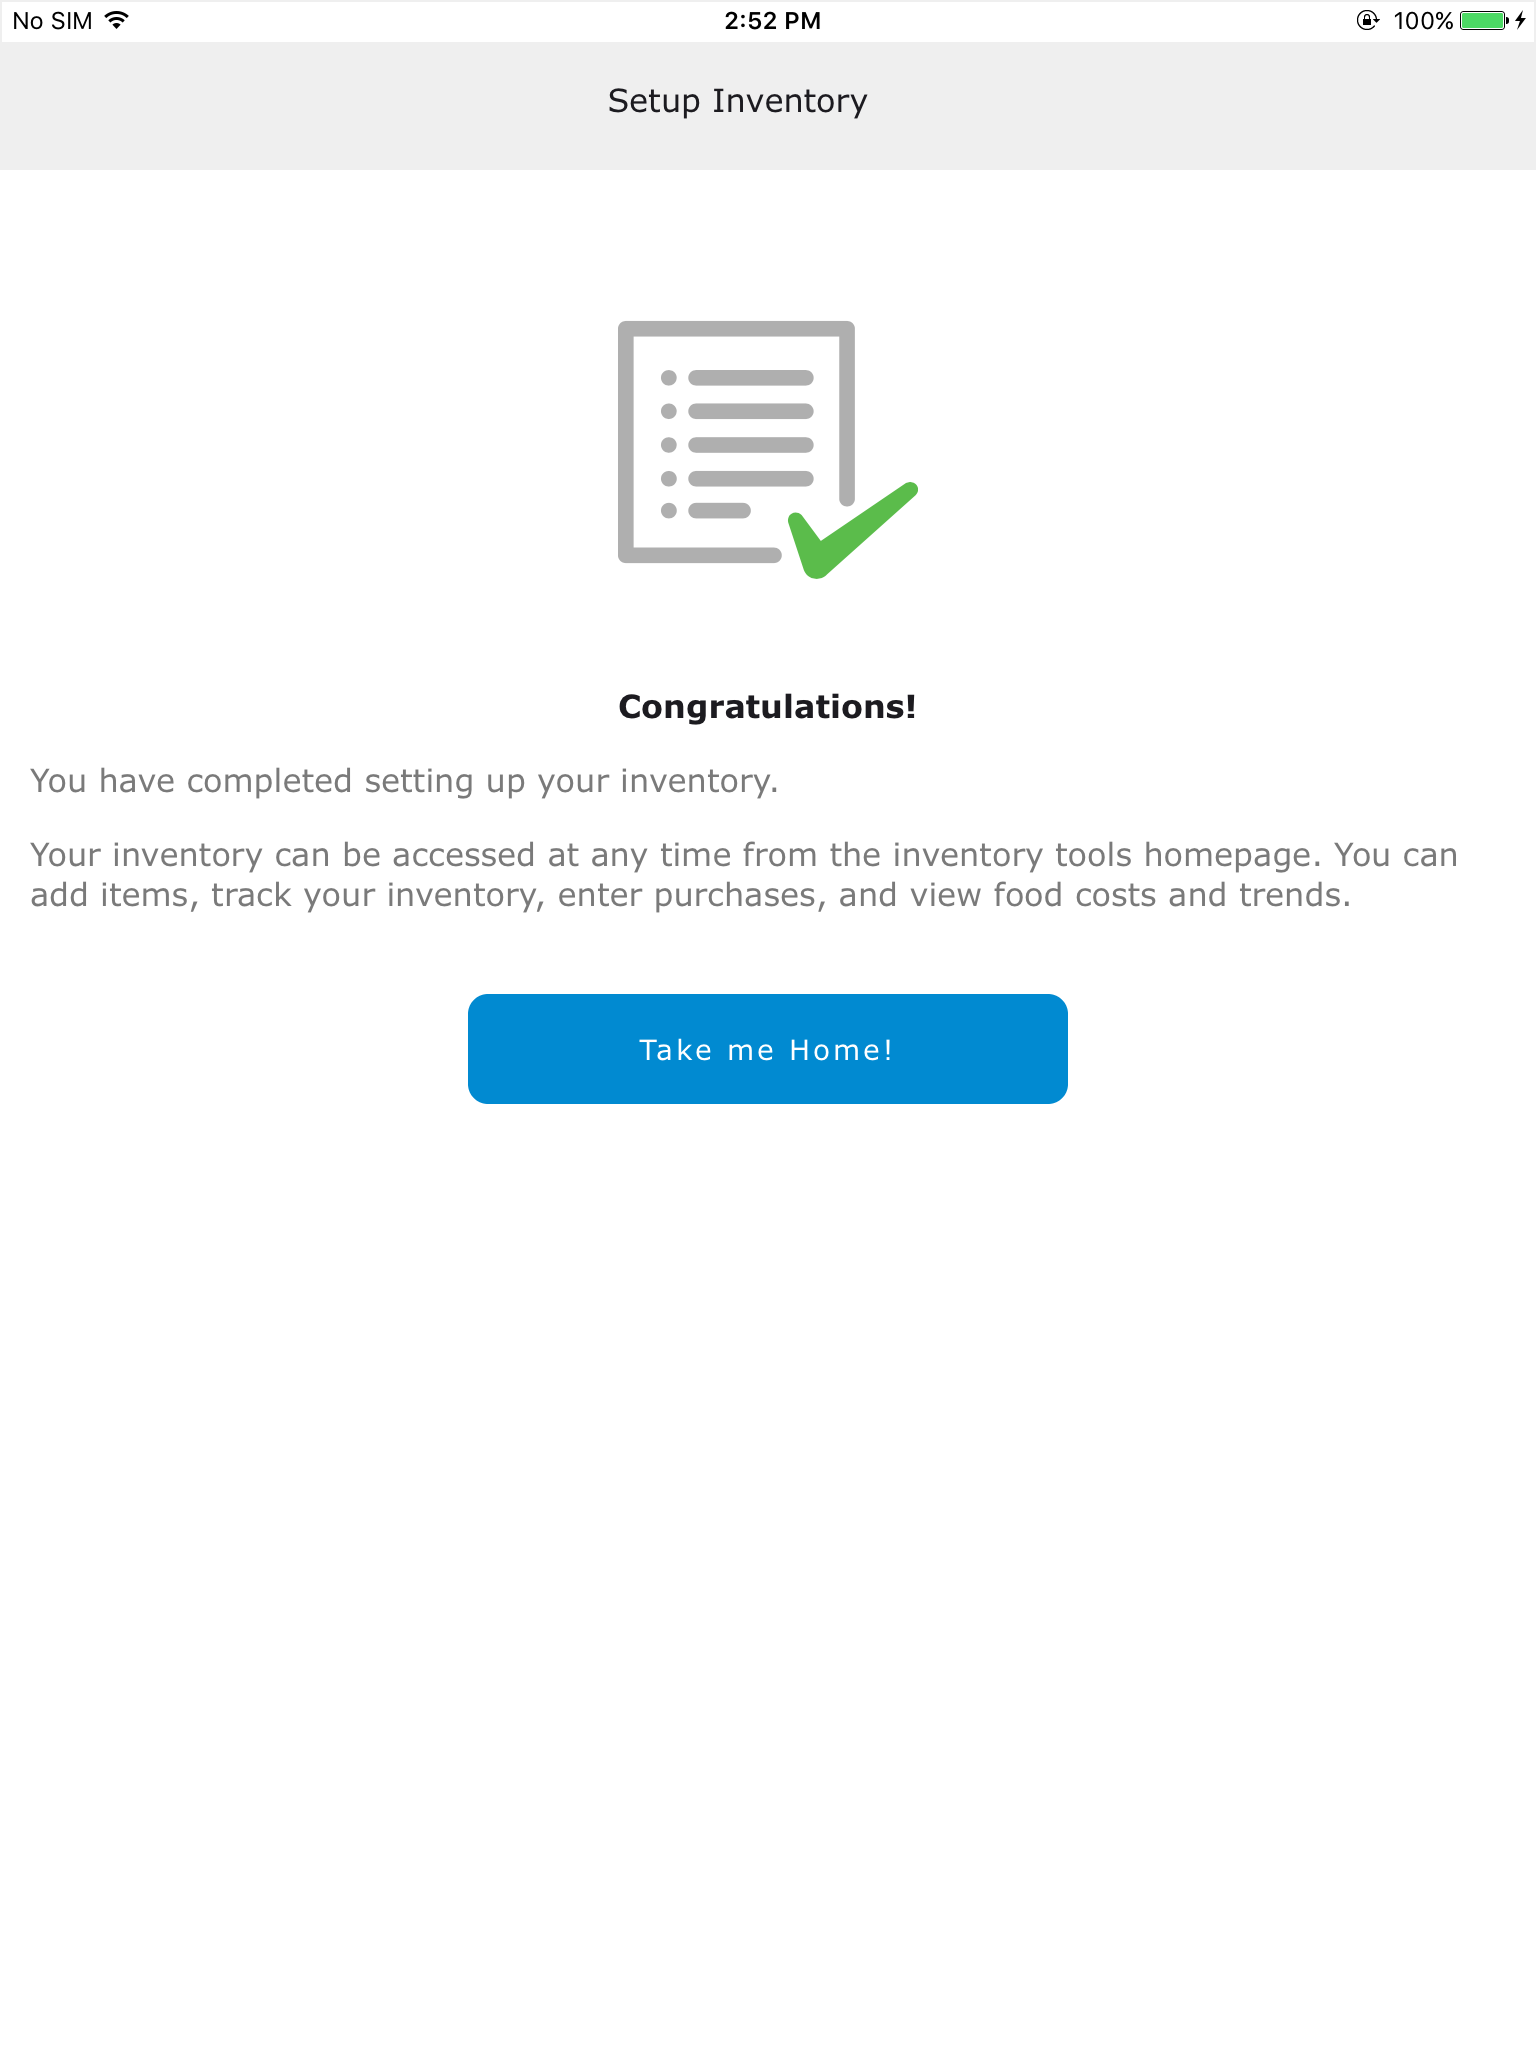 No SIM 2:52 PM 100%
Setup Inventory
Congratulations!
You have completed setting up your inventory.
Your inventory can be accessed at any time from the inventory tools homepage. You can
add items, track your inventory, enter purchases, and view food costs and trends.
Take me Home!